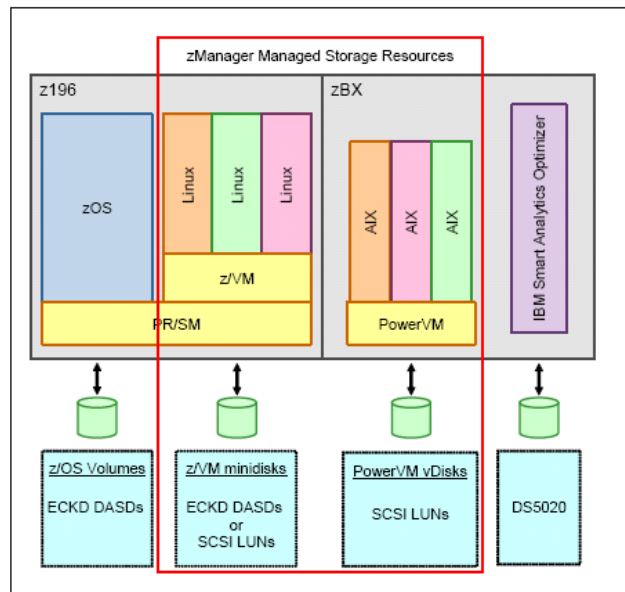 zManager Managed Storage Resources
z196
zBX
zOS
Linux
Linux
Linux
z/VM
PR/SM
AIX
AIX
AIX
PowerVM
IBM Smart Analytics Optimizer
z/OS Volumes
ECKD DASDs
z/VM minidisks
ECKD DASDs
or
SCSI LUNs
PowerVM vDisks
SCSI LUNs
DS5020